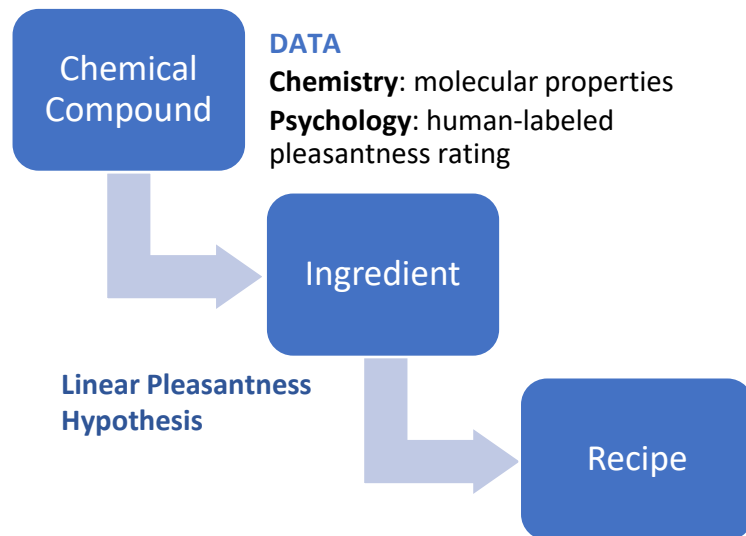 Chemical
Compound
DATA
Chemistry: molecular properties
Psychology: human-labeled
pleasantness rating
Ingredient
Linear Pleasantness
Hypothesis
Recipe